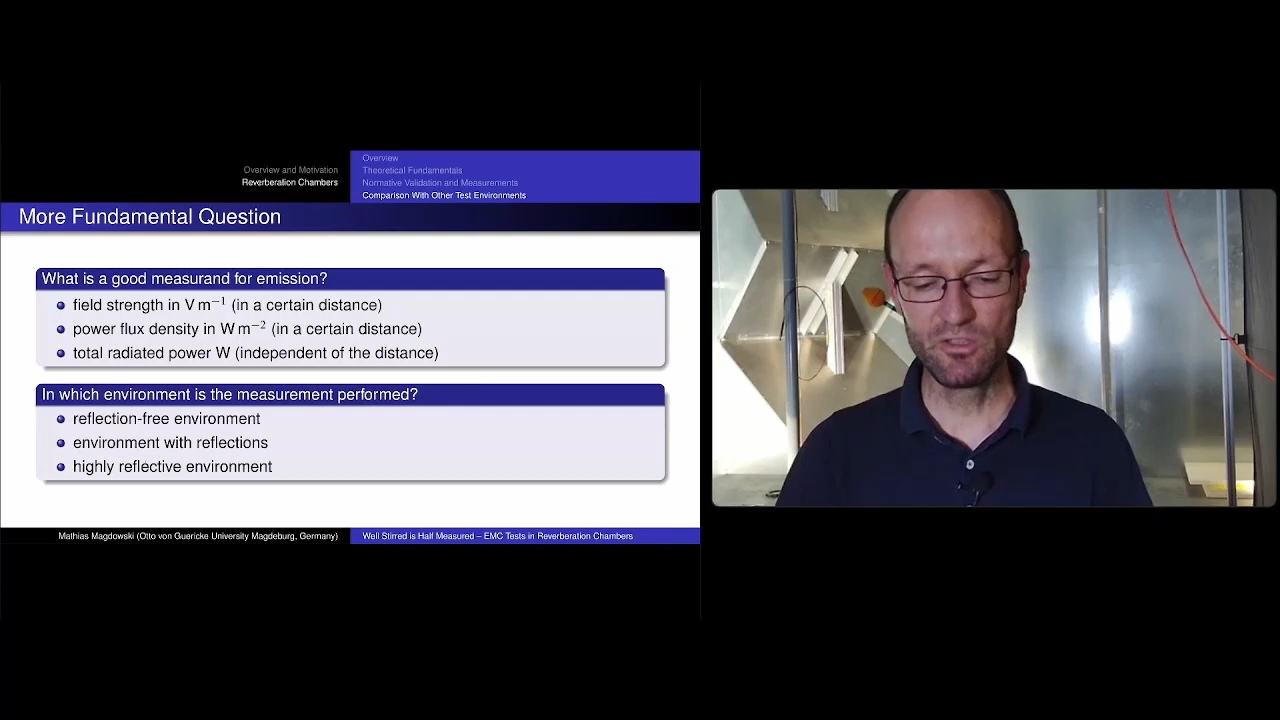 Overview and Motivation
Reverberation Chambers
Overview
Theoretical Fundamentals
Normative Validation and Measurements
Comparison With Other Test Environments
More Fundamental Question
What is a good measurand for emission?
field strength in V m⁻¹ (in a certain distance)
power flux density in W m⁻² (in a certain distance)
total radiated power W (independent of the distance)
In which environment is the measurement performed?
reflection-free environment
environment with reflections
highly reflective environment
Mathias Magdowski (Otto von Guericke University Magdeburg, Germany)
Well Stirred is Half Measured – EMC Tests in Reverberation Chambers